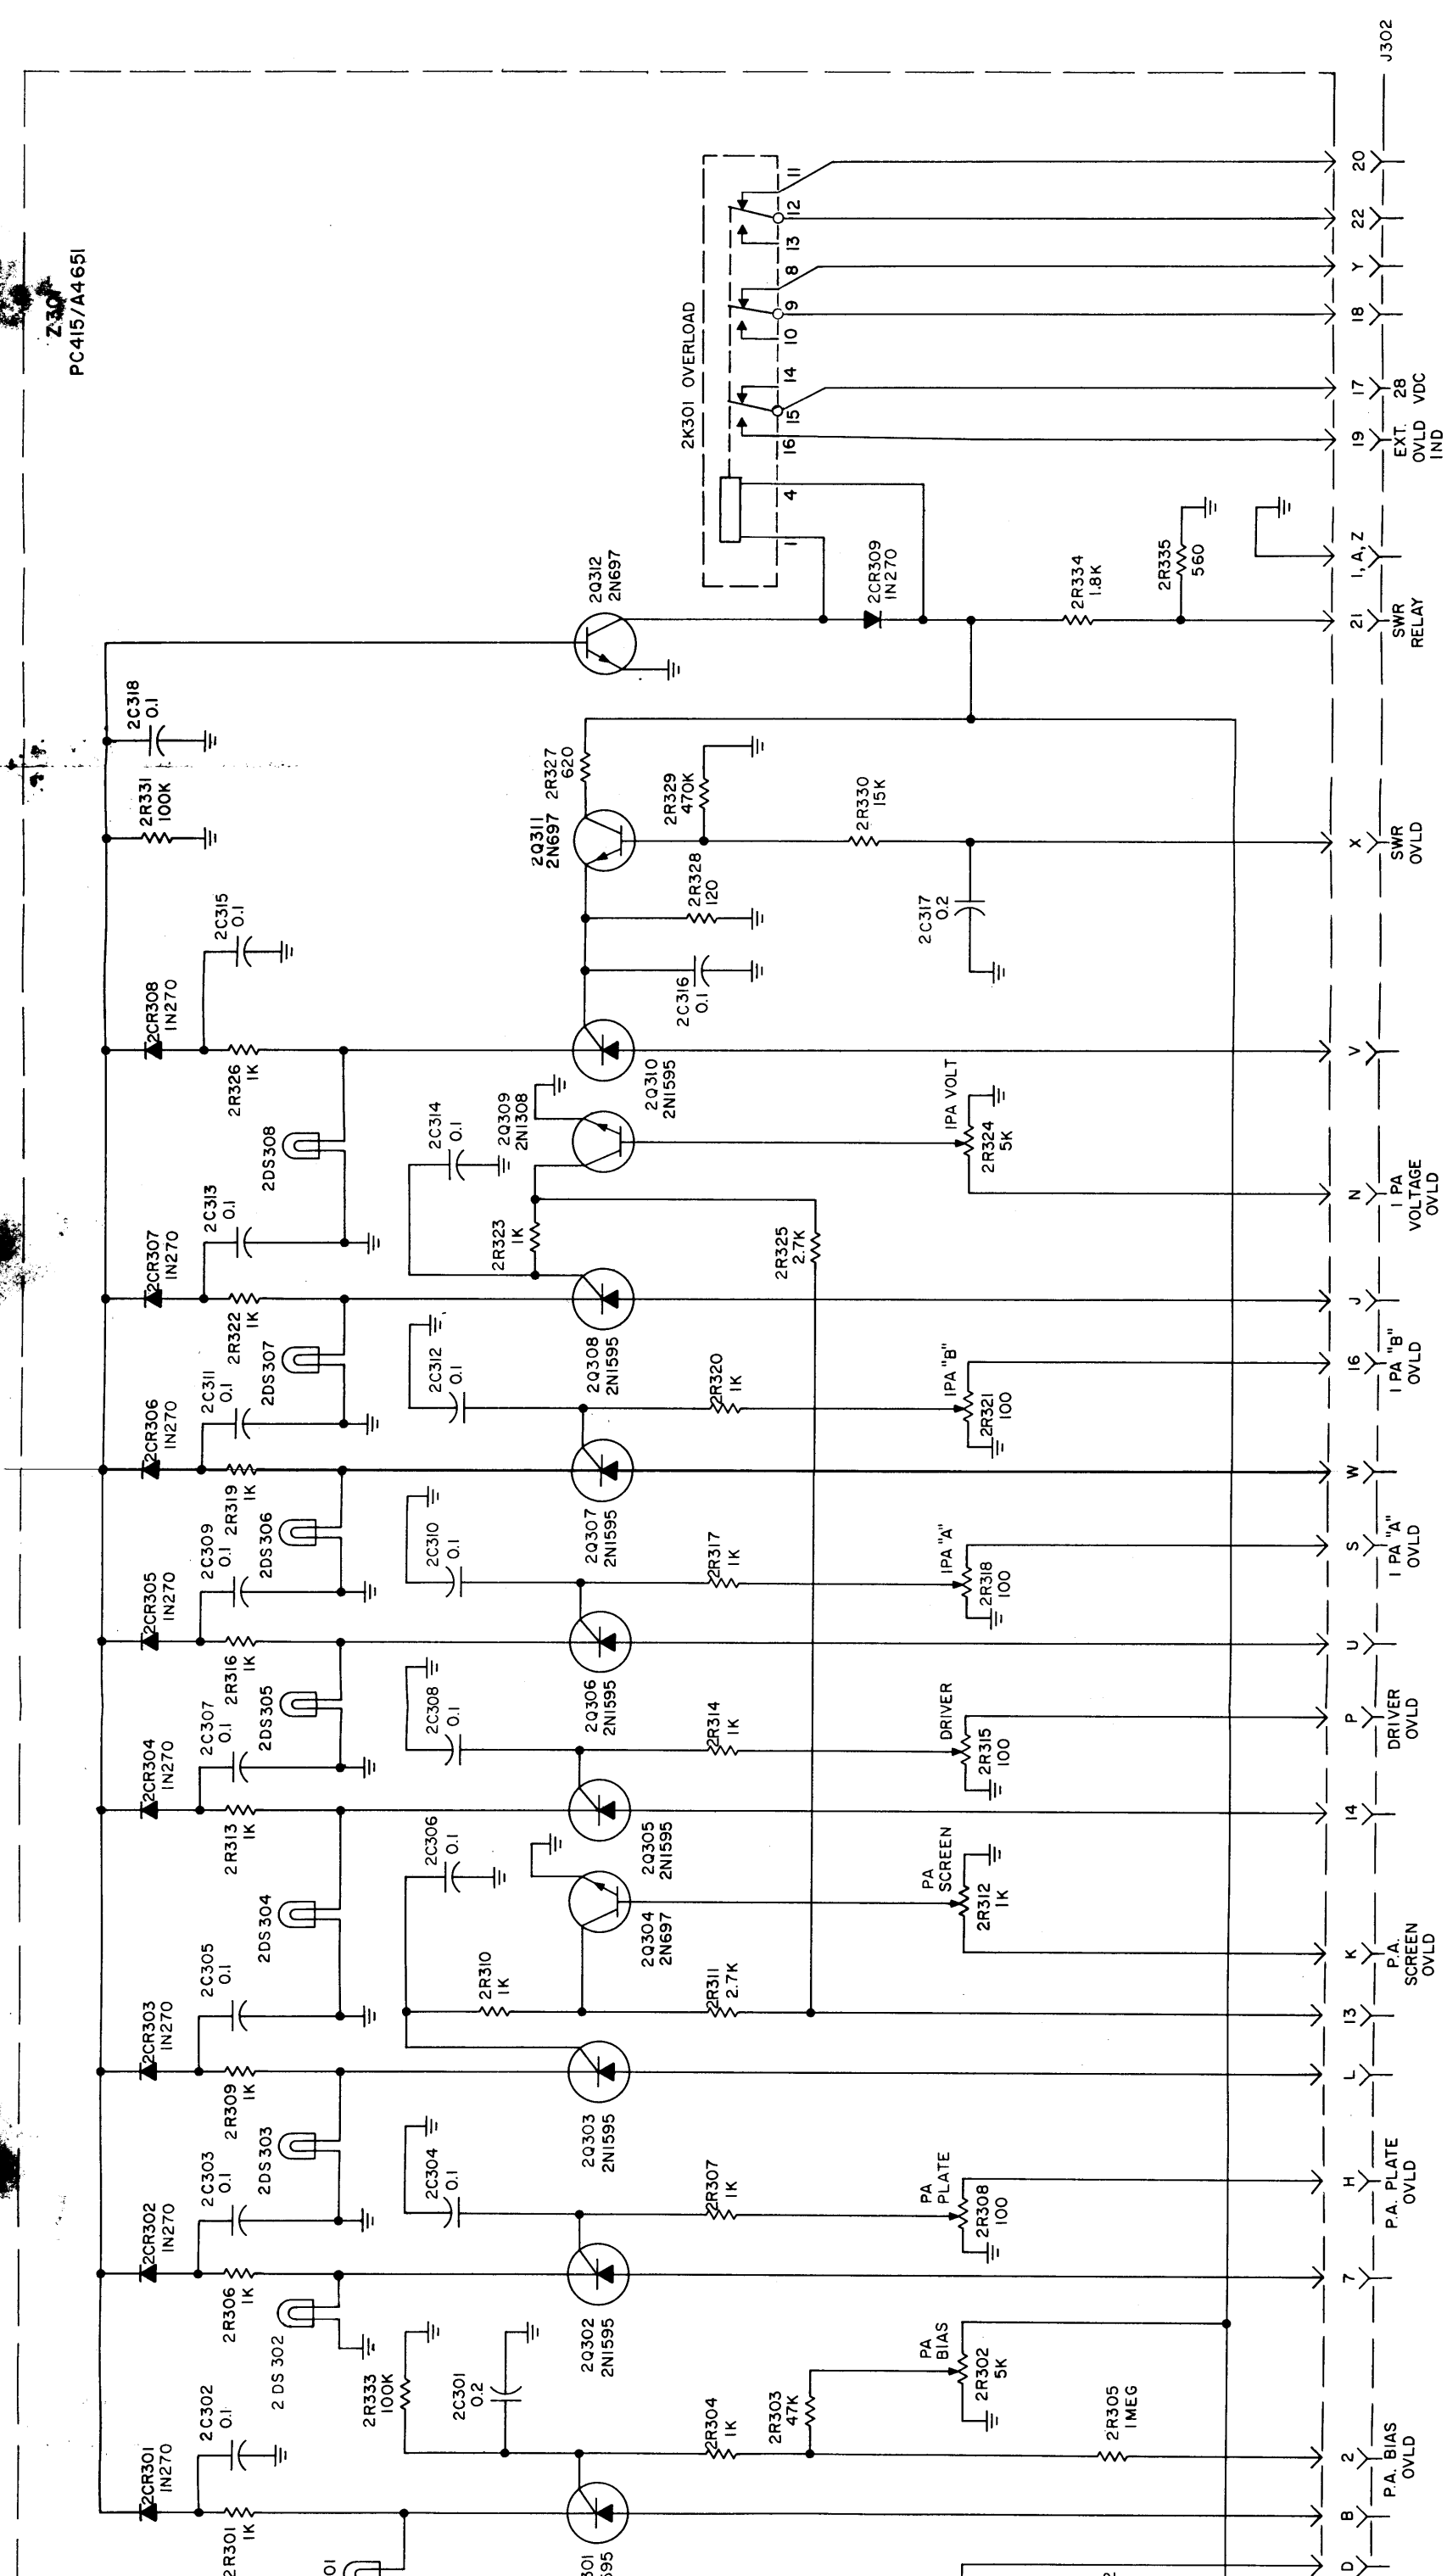 J302
Z301
PC415/A4651
20
22
Y
18
17
28
VDC
19
EXT.
OVLD
IND
1,A,Z
21
SWR
RELAY
11
12
13
8
9
10
14
15
16
4
1
2K301 OVERLOAD
2Q312
2N697
2CR309
1N270
2R334
1.8K
2R335
560
2C318
0.1
2R331
100K
2R327
620
2Q311
2N697
2R329
470K
2R330
15K
2R328
120
2C317
0.2
2C316
0.1
X
SWR
OVLD
2C315
0.1
2CR308
1N270
2R326
1K
2DS308
2Q310
2N1595
V
2C314
0.1
2Q309
2N1308
IPA VOLT
2R324
5K
N
IPA
VOLTAGE
OVLD
2C313
0.1
2CR307
1N270
2R322
1K
2DS307
2R323
1K
2R325
2.7K
2Q308
2N1595
J
2C312
0.1
2R320
1K
IPA "B"
2R321
100
16
IPA "B"
OVLD
2C311
0.1
2CR306
1N270
2R319
1K
2DS306
2Q307
2N1595
W
2C310
0.1
2R317
1K
IPA "A"
2R318
100
S
IPA "A"
OVLD
2C309
0.1
2CR305
1N270
2R316
1K
2DS305
2Q306
2N1595
U
2C308
0.1
2R314
1K
DRIVER
2R315
100
P
DRIVER
OVLD
2C307
0.1
2CR304
1N270
2R313
1K
2DS304
2Q305
2N1595
14
2C306
0.1
2Q304
2N697
PA
SCREEN
2R312
1K
K
P.A.
SCREEN
OVLD
2C305
0.1
2R310
1K
2R311
2.7K
13
2CR303
1N270
2R309
1K
2DS303
2Q303
2N1595
L
2C304
0.1
2R307
1K
PA
PLATE
2R308
100
H
P.A. PLATE
OVLD
2C303
0.1
2CR302
1N270
2R306
1K
2DS302
2Q302
2N1595
7
2R333
100K
2C301
0.2
2R304
1K
2R303
47K
PA
BIAS
2R302
5K
2R305
1MEG
2
P.A. BIAS
OVLD
2C302
0.1
2CR301
1N270
2R301
1K
01
301
595
B
D
2